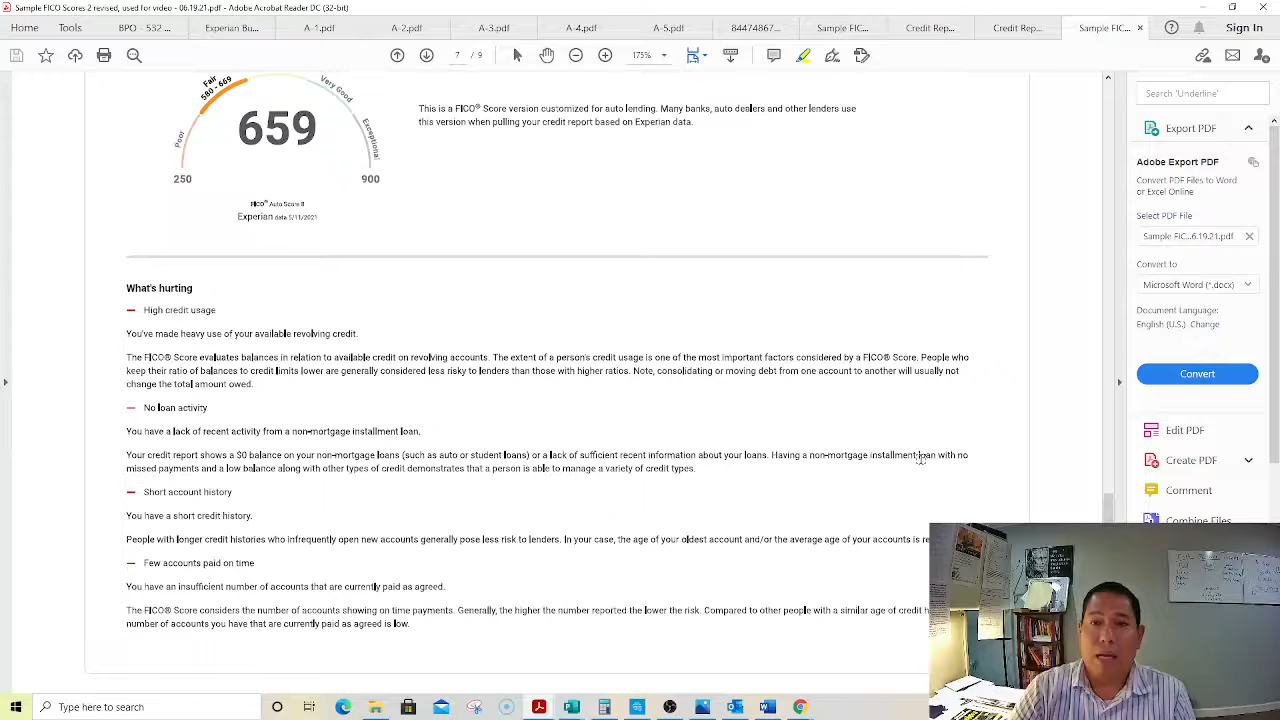 Sample FICO Scores 2 revised, used for video - 06.19.21.pdf - Adobe Acrobat Reader DC (32-bit)
Home Tools BPO - 532 ... Experian Bu... A-1.pdf A-2.pdf A-3.pdf A-4.pdf A-5.pdf 84474867... Sample FIC... Credit Rep... Credit Rep... Sample FIC... Sign In
7 / 9 175%
Fair
580 - 669
Very Good
Poor
Exceptional
659
250 900
FICO® Auto Score 8
Experian data 5/11/2021
This is a FICO® Score version customized for auto lending. Many banks, auto dealers and other lenders use
this version when pulling your credit report based on Experian data.
What's hurting
High credit usage
You've made heavy use of your available revolving credit.
The FICO® Score evaluates balances in relation to available credit on revolving accounts. The extent of a person's credit usage is one of the most important factors considered by a FICO® Score. People who
keep their ratio of balances to credit limits lower are generally considered less risky to lenders than those with higher ratios. Note, consolidating or moving debt from one account to another will usually not
change the total amount owed.
No loan activity
You have a lack of recent activity from a non-mortgage installment loan.
Your credit report shows a $0 balance on your non-mortgage loans (such as auto or student loans) or a lack of sufficient recent information about your loans. Having a non-mortgage installment loan with no
missed payments and a low balance along with other types of credit demonstrates that a person is able to manage a variety of credit types.
Short account history
You have a short credit history.
People with longer credit histories who infrequently open new accounts generally pose less risk to lenders. In your case, the age of your oldest account and/or the average age of your accounts is re
Few accounts paid on time
You have an insufficient number of accounts that are currently paid as agreed.
The FICO® Score considers the number of accounts showing on time payments. Generally, the higher the number reported the lower the risk. Compared to other people with a similar age of credit
number of accounts you have that are currently paid as agreed is low.
Search 'Underline'
Export PDF
Adobe Export PDF
Convert PDF Files to Word
or Excel Online
Select PDF File
Sample FIC...6.19.21.pdf
Convert to
Microsoft Word (*.docx)
Document Language:
English (U.S.) Change
Convert
Edit PDF
Create PDF
Comment
Combine Files
Type here to search